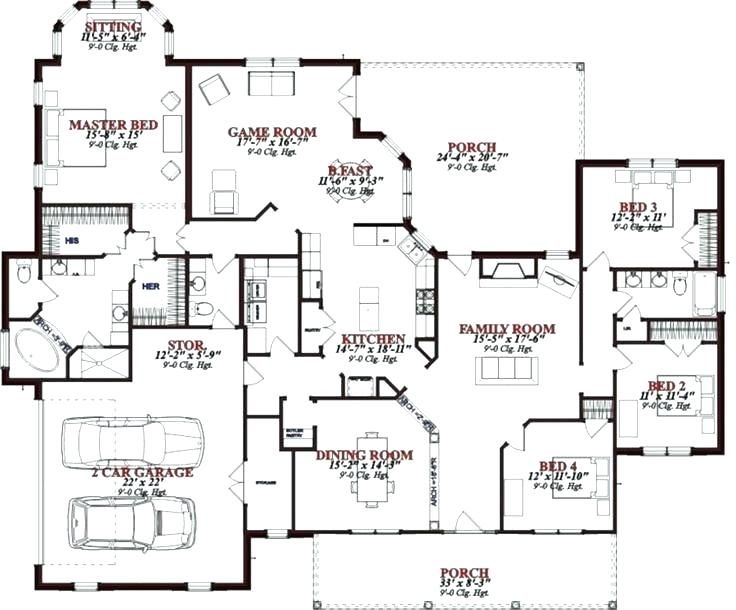 SITTING
11'-5" x 6'-4"
9'-0 Clg. Hgt.
MASTER BED
15'-8" x 15'
9'-0 Clg. Hgt.
GAME ROOM
17'-7" x 16'-7"
9'-0 Clg. Hgt.
B.FAST
11'-6" x 9'-3"
9'-0 Clg. Hgt.
PORCH
24'-4" x 20'-7"
9'-0 Clg. Hgt.
BED 3
12'-2" x 11'
9'-0 Clg. Hgt.
HIS
HER
PANTRY
KITCHEN
14'-7" x 18'-11"
9'-0 Clg. Hgt.
FAMILY ROOM
15'-5" x 17'-6"
9'-0 Clg. Hgt.
STOR.
12'-2" x 5'-9"
9'-0 Clg. Hgt.
BED 2
11' x 11'-4"
9'-0 Clg. Hgt.
BUTLER
PANTRY
DINING ROOM
15'-2" x 14'-3"
9'-0 Clg. Hgt.
BED 4
12' x 11'-10"
9'-0 Clg. Hgt.
2 CAR GARAGE
22' x 22'
9'-0 Clg. Hgt.
STORAGE
PORCH
33' x 8'-3"
9'-0 Clg. Hgt.